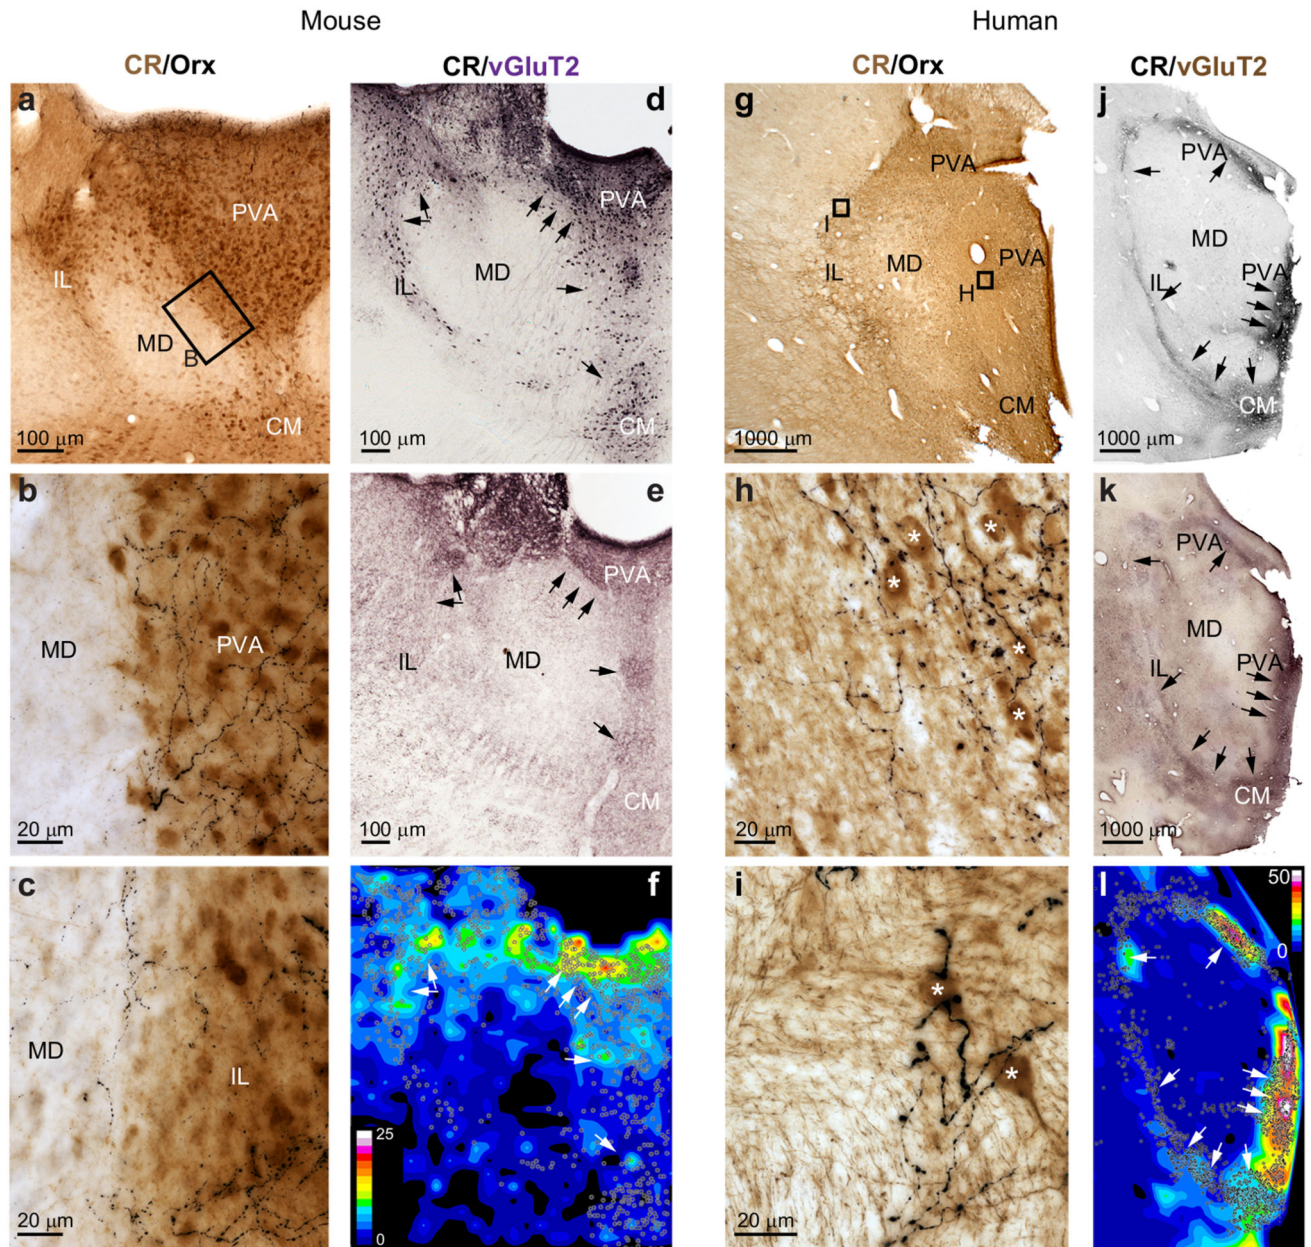 Mouse
Human
CR/Orx
CR/vGluT2
CR/Orx
CR/vGluT2
a
PVA
IL
MD
B
CM
100 μm
d
PVA
MD
IL
CM
100 μm
g
PVA
I
IL
MD
PVA
H
CM
1000 μm
j
PVA
MD
PVA
IL
CM
1000 μm
b
MD
PVA
20 μm
e
PVA
IL
MD
CM
100 μm
h
*
*
*
*
*
20 μm
k
PVA
MD
PVA
IL
CM
1000 μm
c
MD
IL
20 μm
f
25
0
i
*
*
20 μm
l
50
0